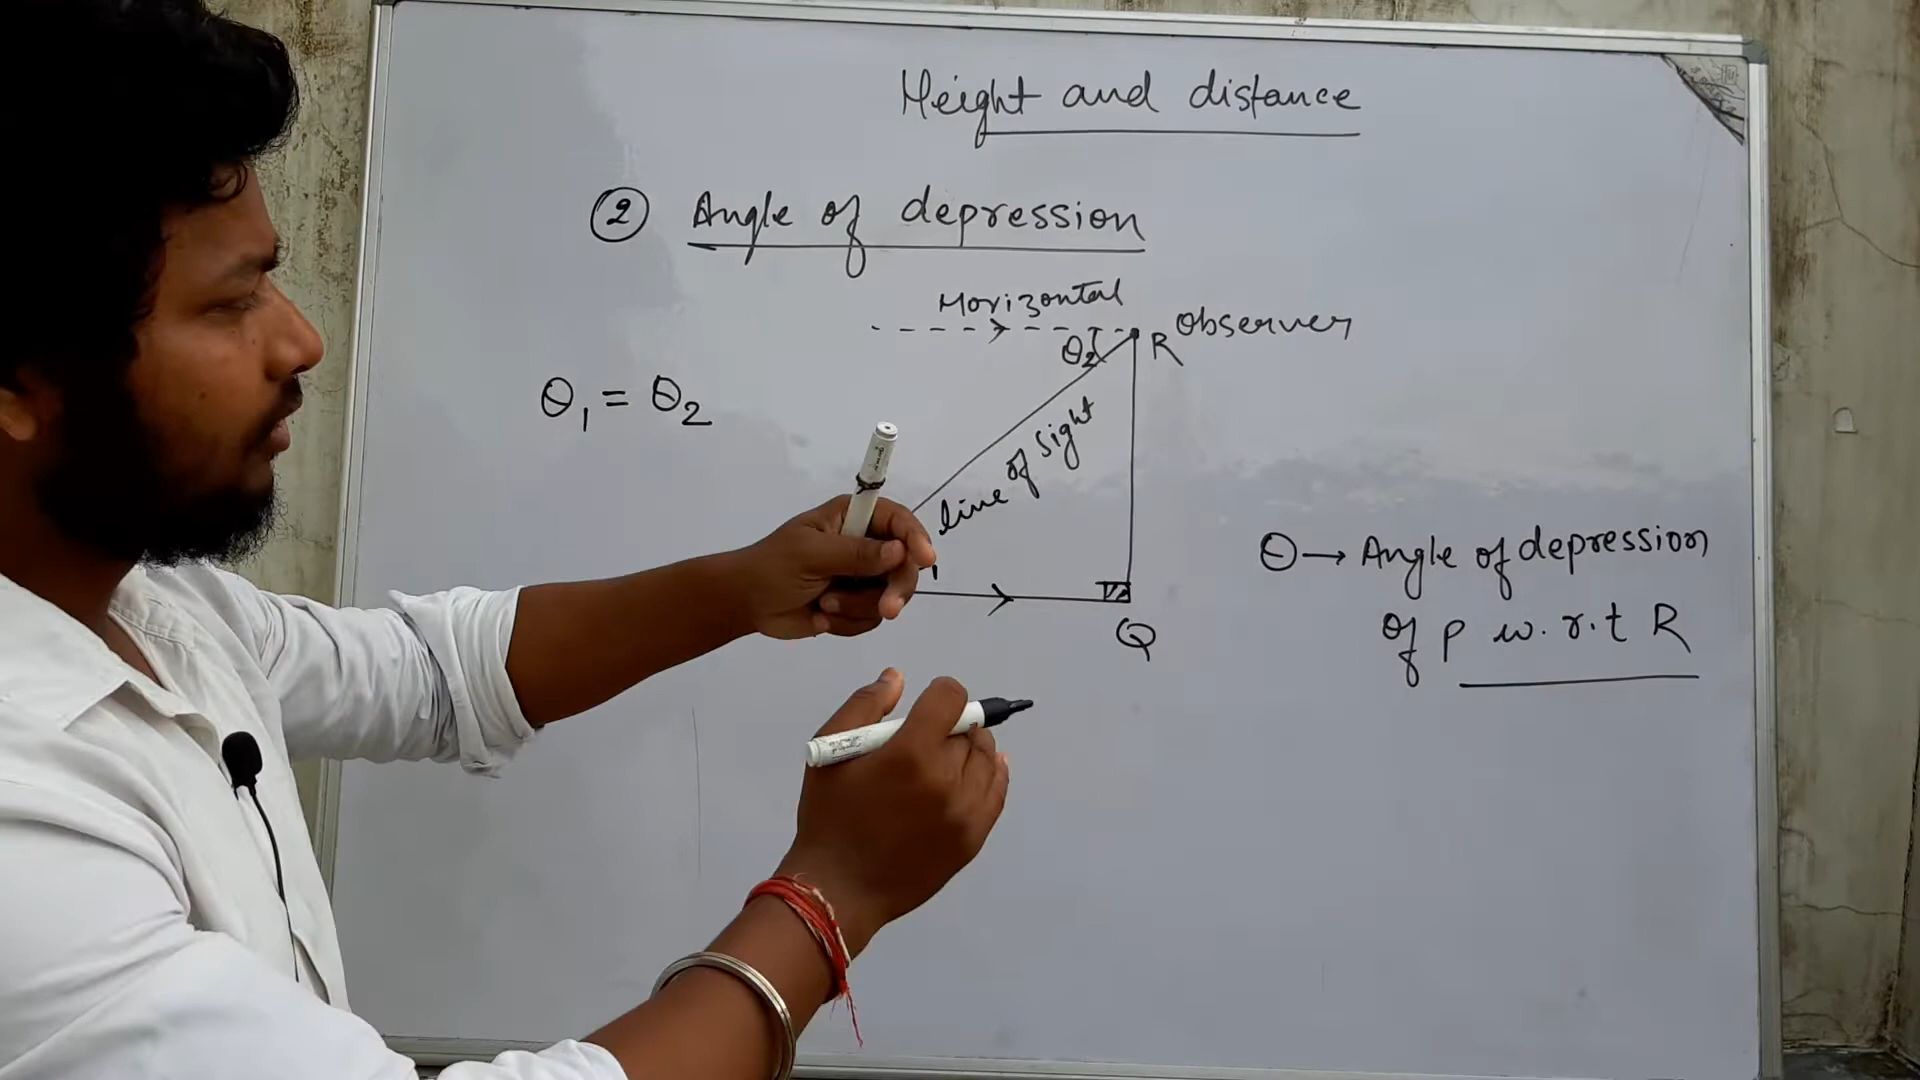 Height and distance
② Angle of depression
Horizontal
θ₂
R Observer
θ₁ = θ₂
line of sight
Q
θ → Angle of depression
of P w.r.t R